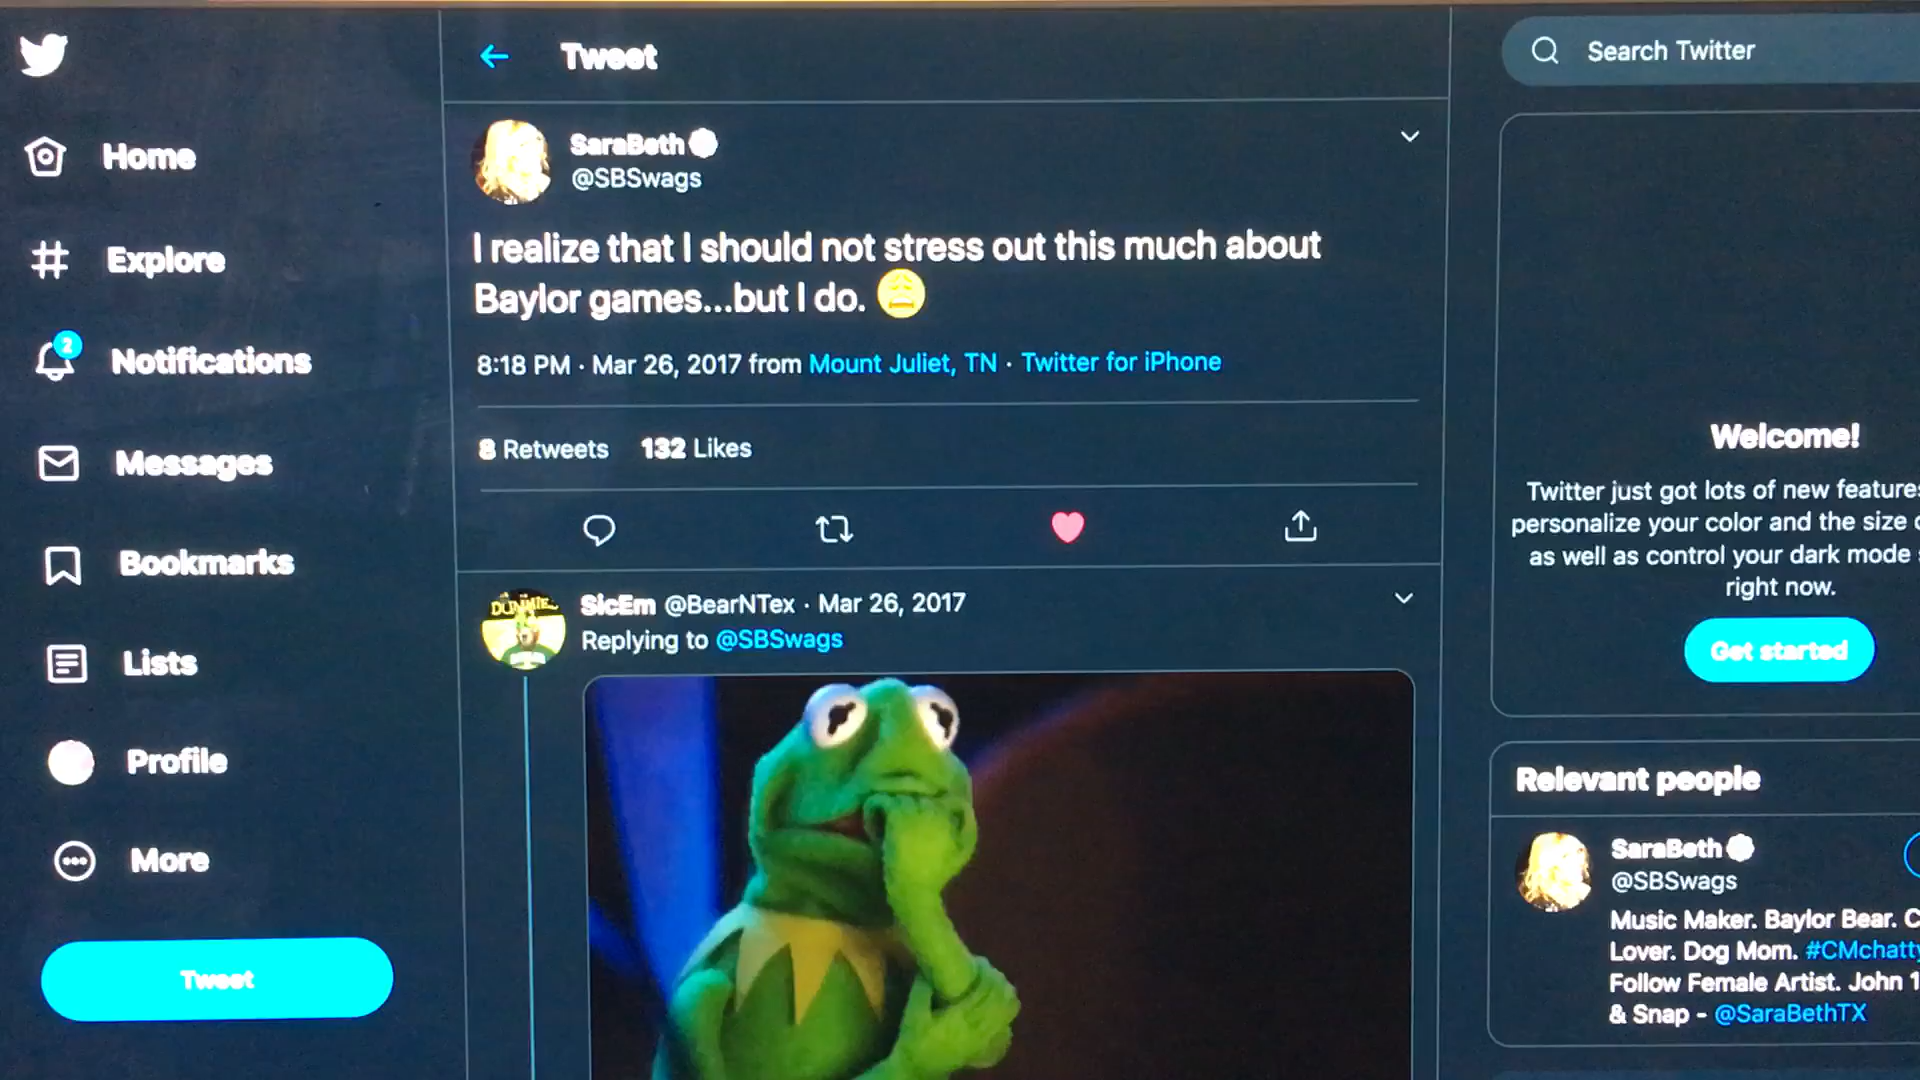 Tweet
Search Twitter
Home
Explore
2
Notifications
Messages
Bookmarks
Lists
Profile
More
Tweet
SaraBeth
@SBSwags
I realize that I should not stress out this much about
Baylor games...but I do. 😩
8:18 PM · Mar 26, 2017 from Mount Juliet, TN · Twitter for iPhone
8 Retweets 132 Likes
SicEm @BearNTex · Mar 26, 2017
Replying to @SBSwags
Welcome!
Twitter just got lots of new features
personalize your color and the size
as well as control your dark mode
right now.
Get started
Relevant people
SaraBeth
@SBSwags
Music Maker. Baylor Bear. C
Lover. Dog Mom. #CMchatty
Follow Female Artist. John 1
& Snap - @SaraBethTX